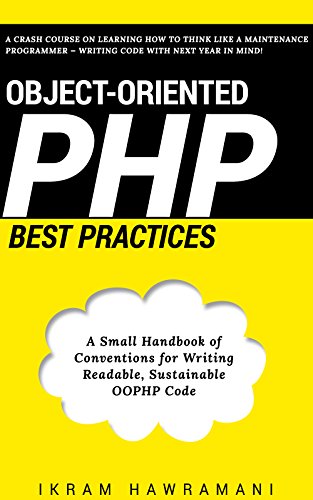 A CRASH COURSE ON LEARNING HOW TO THINK LIKE A MAINTENANCE
PROGRAMMER – WRITING CODE WITH NEXT YEAR IN MIND!
OBJECT-ORIENTED
PHP
BEST PRACTICES
A Small Handbook of
Conventions for Writing
Readable, Sustainable
OOPHP Code
IKRAM HAWRAMANI